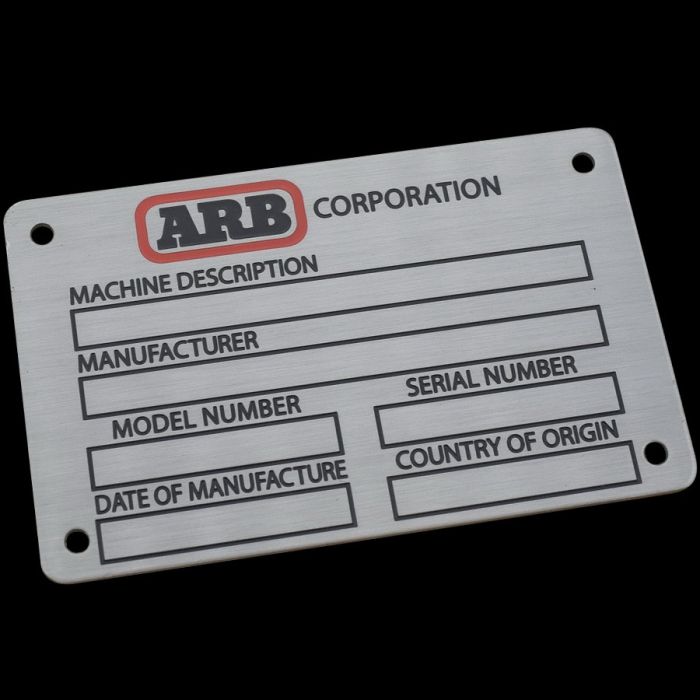 ARB CORPORATION
MACHINE DESCRIPTION
MANUFACTURER
MODEL NUMBER
SERIAL NUMBER
DATE OF MANUFACTURE
COUNTRY OF ORIGIN